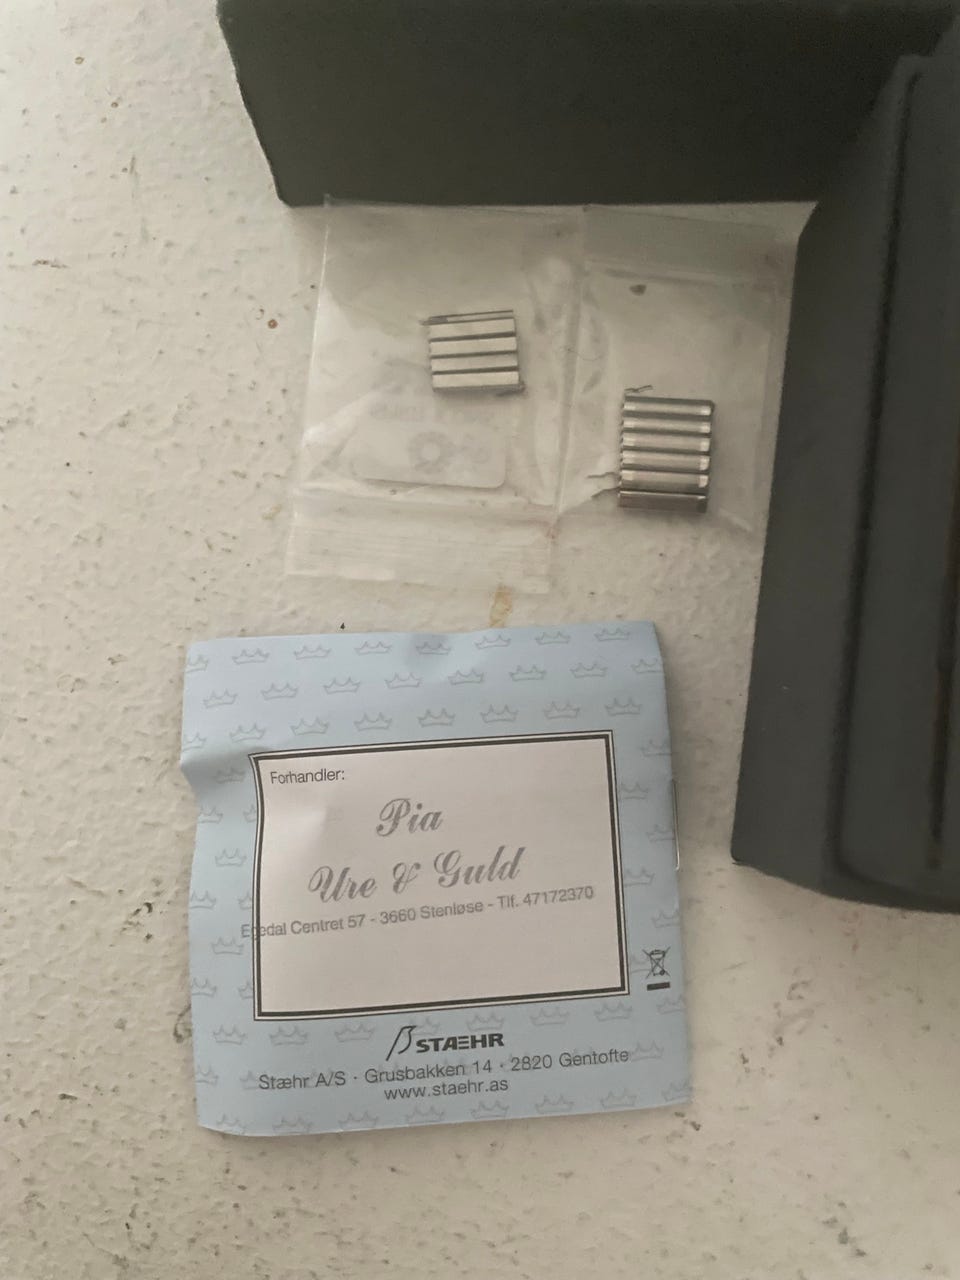 Forhandler:
Pia
Ure & Guld
Egedal Centret 57 - 3660 Stenløse - Tlf. 47172370
STÆHR
Stæhr A/S · Grusbakken 14 · 2820 Gentofte
www.staehr.as